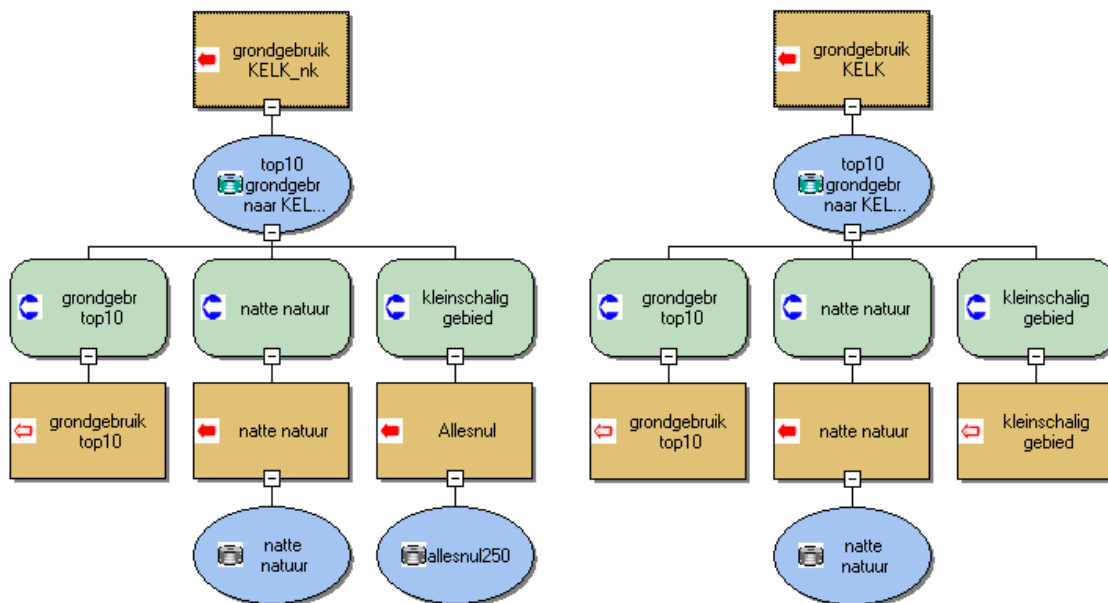 grondgebruik
KELK_nk
top10
grondgebr
naar KEL...
grondgebr
top10
natte natuur
kleinschalig
gebied
grondgebruik
top10
natte natuur
Allesnul
natte
natuur
allesnul250
grondgebruik
KELK
top10
grondgebr
naar KEL...
grondgebr
top10
natte natuur
kleinschalig
gebied
grondgebruik
top10
natte natuur
kleinschalig
gebied
natte
natuur